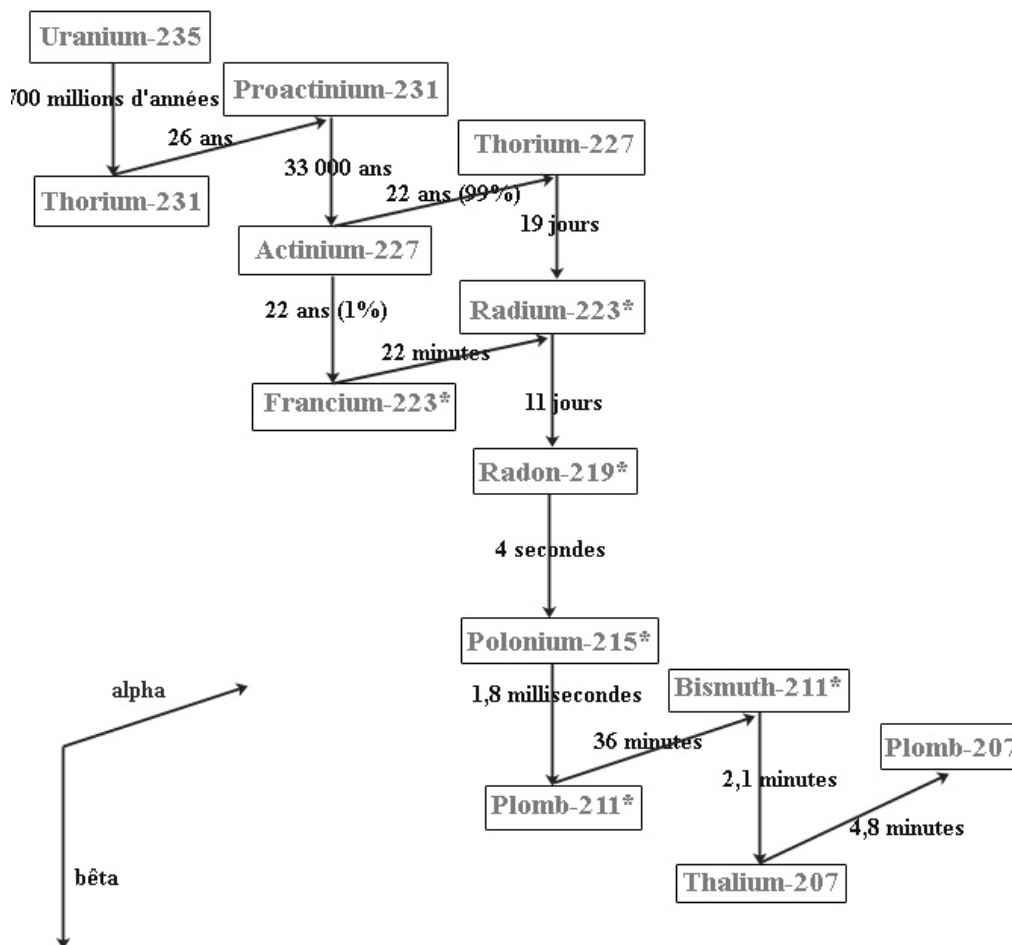 Uranium-235
Proactinium-231
700 millions d'années
26 ans
Thorium-227
33 000 ans
Thorium-231
22 ans (99%)
19 jours
Actinium-227
22 ans (1%)
Radium-223*
22 minutes
Francium-223*
11 jours
Radon-219*
4 secondes
Polonium-215*
alpha
1,8 millisecondes
Bismuth-211*
36 minutes
Plomb-207
2,1 minutes
Plomb-211*
4,8 minutes
bêta
Thalium-207